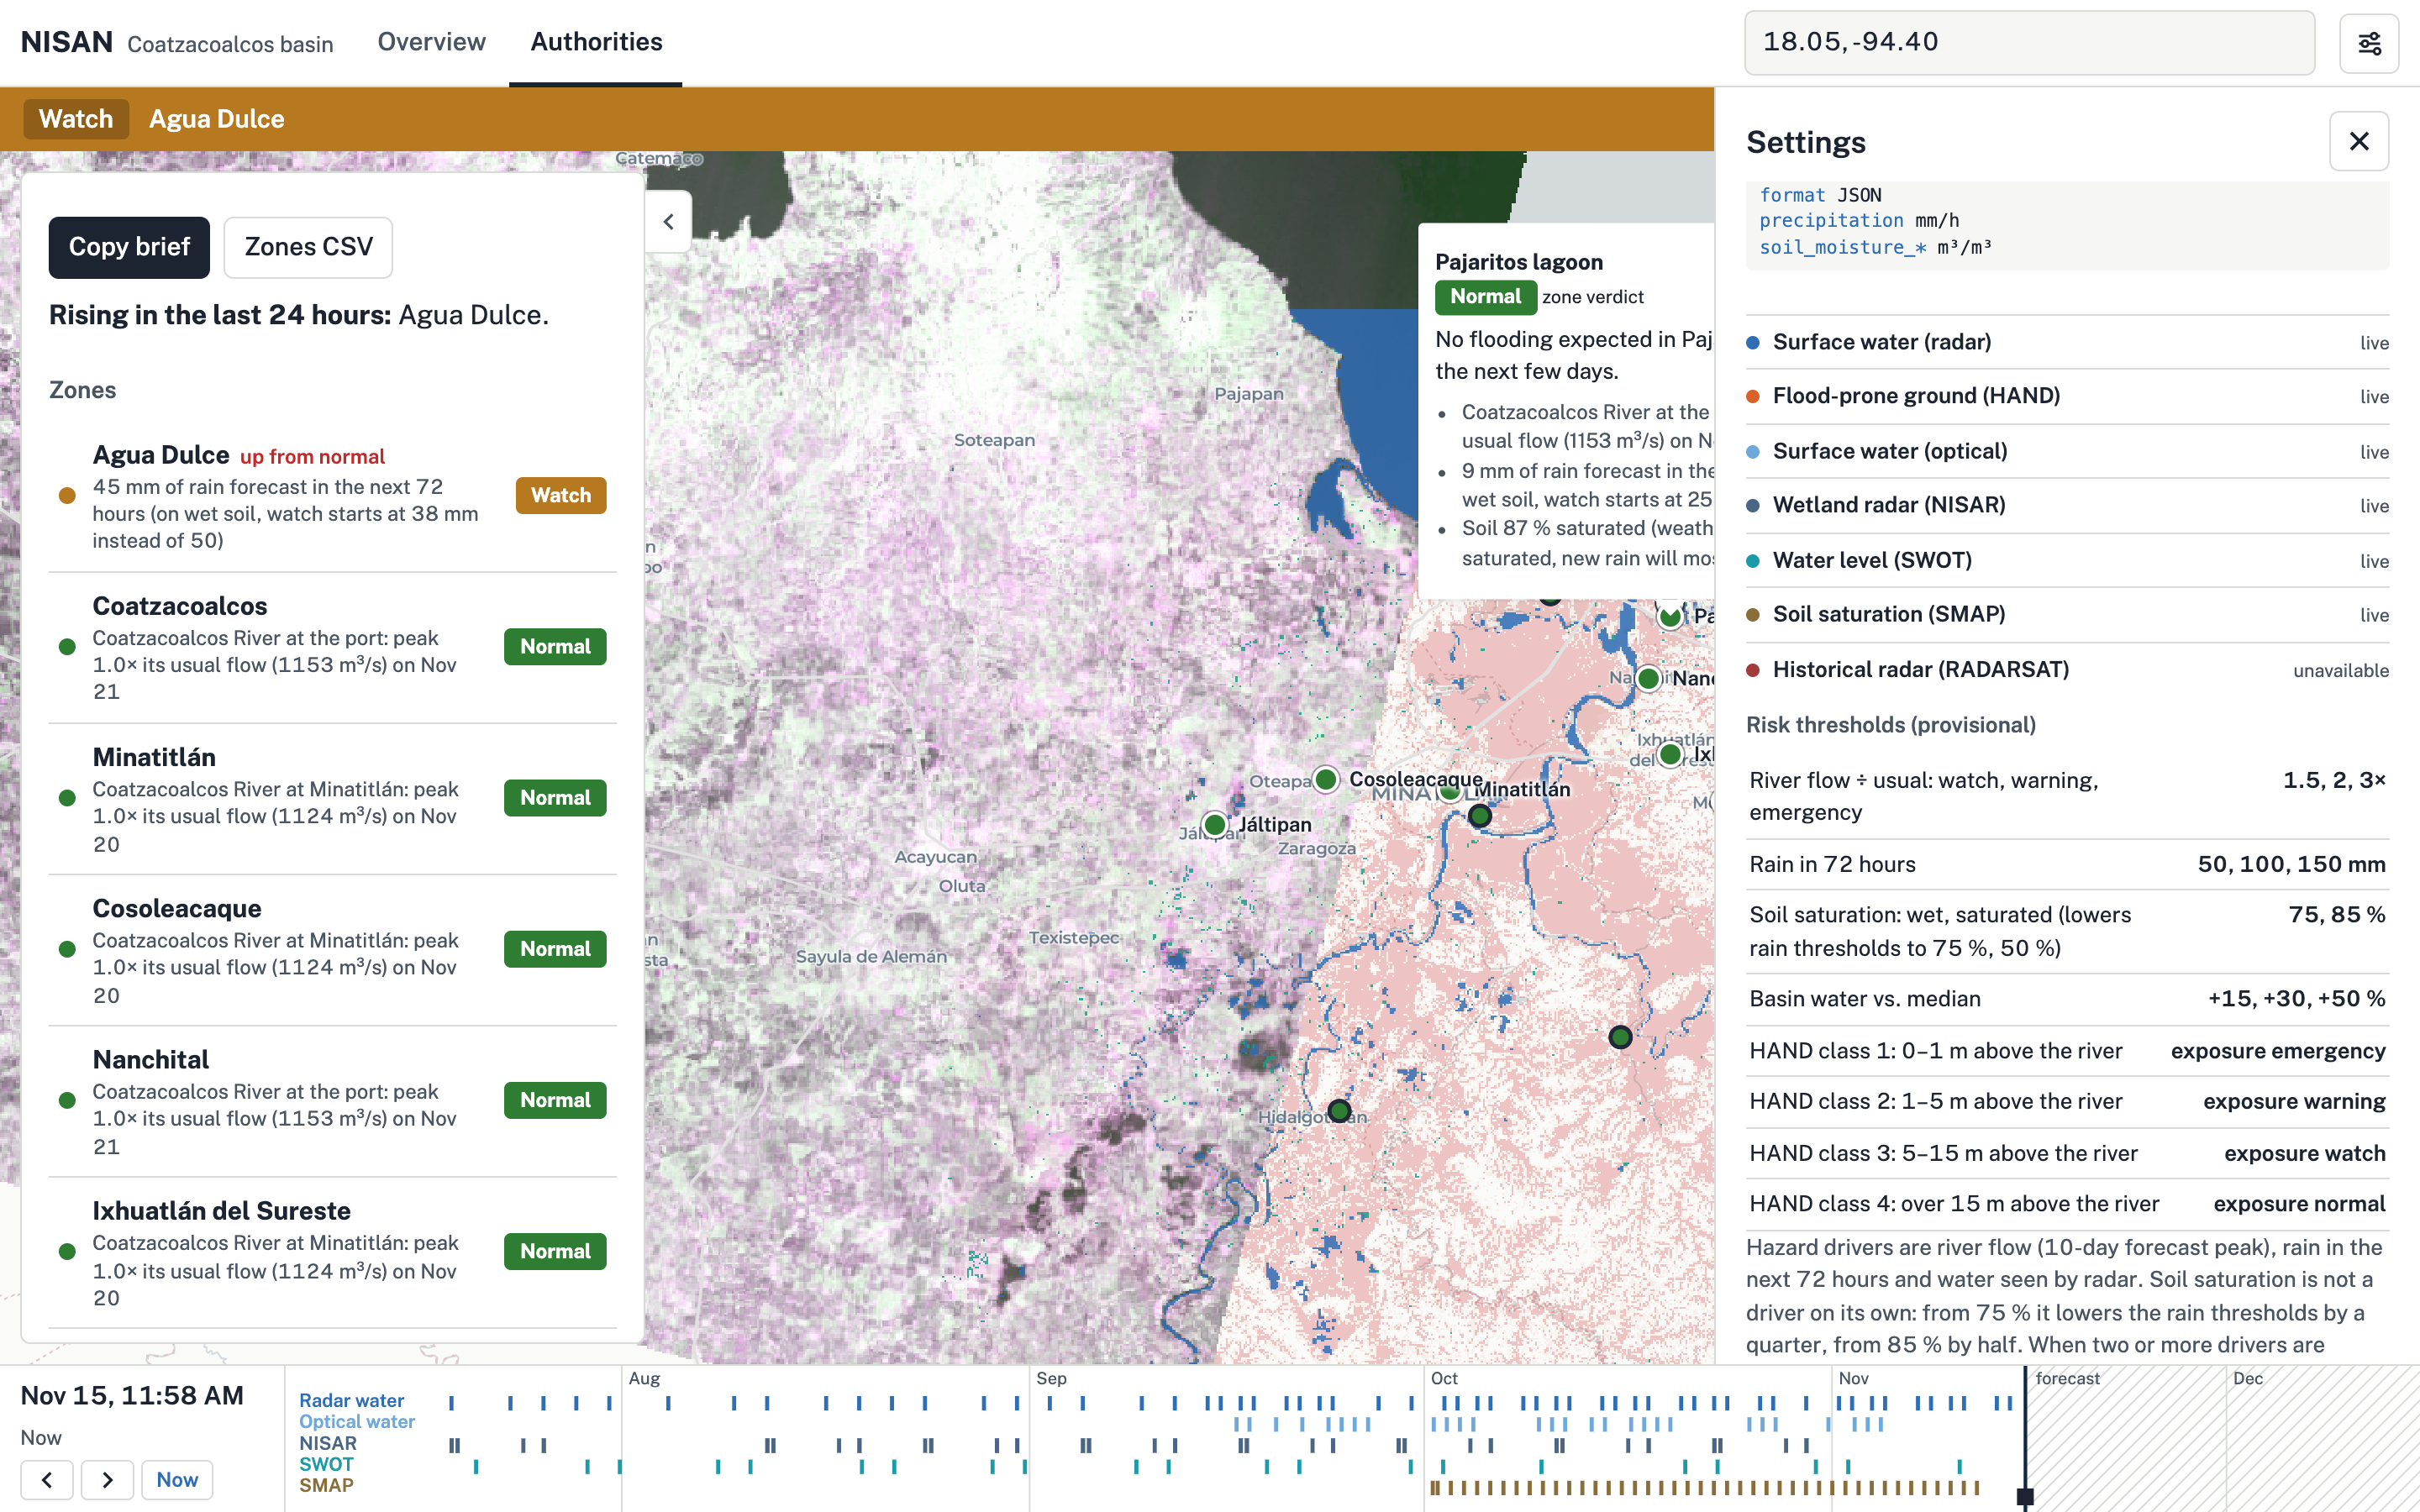 NISAN Coatzacoalcos basin Overview Authorities
18.05,-94.40
Watch Agua Dulce
Copy brief Zones CSV
Rising in the last 24 hours: Agua Dulce.
Zones
Agua Dulce up from normal
45 mm of rain forecast in the next 72
hours (on wet soil, watch starts at 38 mm
instead of 50)
Watch
Coatzacoalcos
Coatzacoalcos River at the port: peak
1.0× its usual flow (1153 m³/s) on Nov
21
Normal
Minatitlán
Coatzacoalcos River at Minatitlán: peak
1.0× its usual flow (1124 m³/s) on Nov
20
Normal
Cosoleacaque
Coatzacoalcos River at Minatitlán: peak
1.0× its usual flow (1124 m³/s) on Nov
20
Normal
Nanchital
Coatzacoalcos River at the port: peak
1.0× its usual flow (1153 m³/s) on Nov
21
Normal
Ixhuatlán del Sureste
Coatzacoalcos River at Minatitlán: peak
1.0× its usual flow (1124 m³/s) on Nov
20
Normal
Catemaco
Pajapan
Soteapan
Oteapa
Cosoleacaque
Minatitlán
Jáltipan
Zaragoza
Acayucan
Oluta
Texistepec
Sayula de Alemán
Pajaritos lagoon
Normal zone verdict
No flooding expected in Paj
the next few days.
Coatzacoalcos River at the
usual flow (1153 m³/s) on N
9 mm of rain forecast in the
wet soil, watch starts at 25
Soil 87 % saturated (weath
saturated, new rain will mos
Settings
format JSON
precipitation mm/h
soil_moisture_* m³/m³
Surface water (radar) live
Flood-prone ground (HAND) live
Surface water (optical) live
Wetland radar (NISAR) live
Water level (SWOT) live
Soil saturation (SMAP) live
Historical radar (RADARSAT) unavailable
Risk thresholds (provisional)
River flow ÷ usual: watch, warning,
emergency
1.5, 2, 3×
Rain in 72 hours 50, 100, 150 mm
Soil saturation: wet, saturated (lowers
rain thresholds to 75 %, 50 %)
75, 85 %
Basin water vs. median +15, +30, +50 %
HAND class 1: 0–1 m above the river exposure emergency
HAND class 2: 1–5 m above the river exposure warning
HAND class 3: 5–15 m above the river exposure watch
HAND class 4: over 15 m above the river exposure normal
Hazard drivers are river flow (10-day forecast peak), rain in the
next 72 hours and water seen by radar. Soil saturation is not a
driver on its own: from 75 % it lowers the rain thresholds by a
quarter, from 85 % by half. When two or more drivers are
Nov 15, 11:58 AM
Now
Now
Aug Sep Oct Nov forecast Dec
Radar water
Optical water
NISAR
SWOT
SMAP